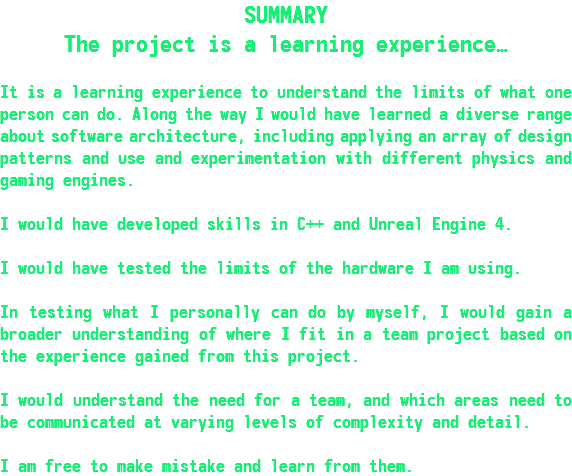 SUMMARY
The project is a learning experience…
It is a learning experience to understand the limits of what one
person can do. Along the way I would have learned a diverse range
about software architecture, including applying an array of design
patterns and use and experimentation with different physics and
gaming engines.
I would have developed skills in C++ and Unreal Engine 4.
I would have tested the limits of the hardware I am using.
In testing what I personally can do by myself, I would gain a
broader understanding of where I fit in a team project based on
the experience gained from this project.
I would understand the need for a team, and which areas need to
be communicated at varying levels of complexity and detail.
I am free to make mistake and learn from them.